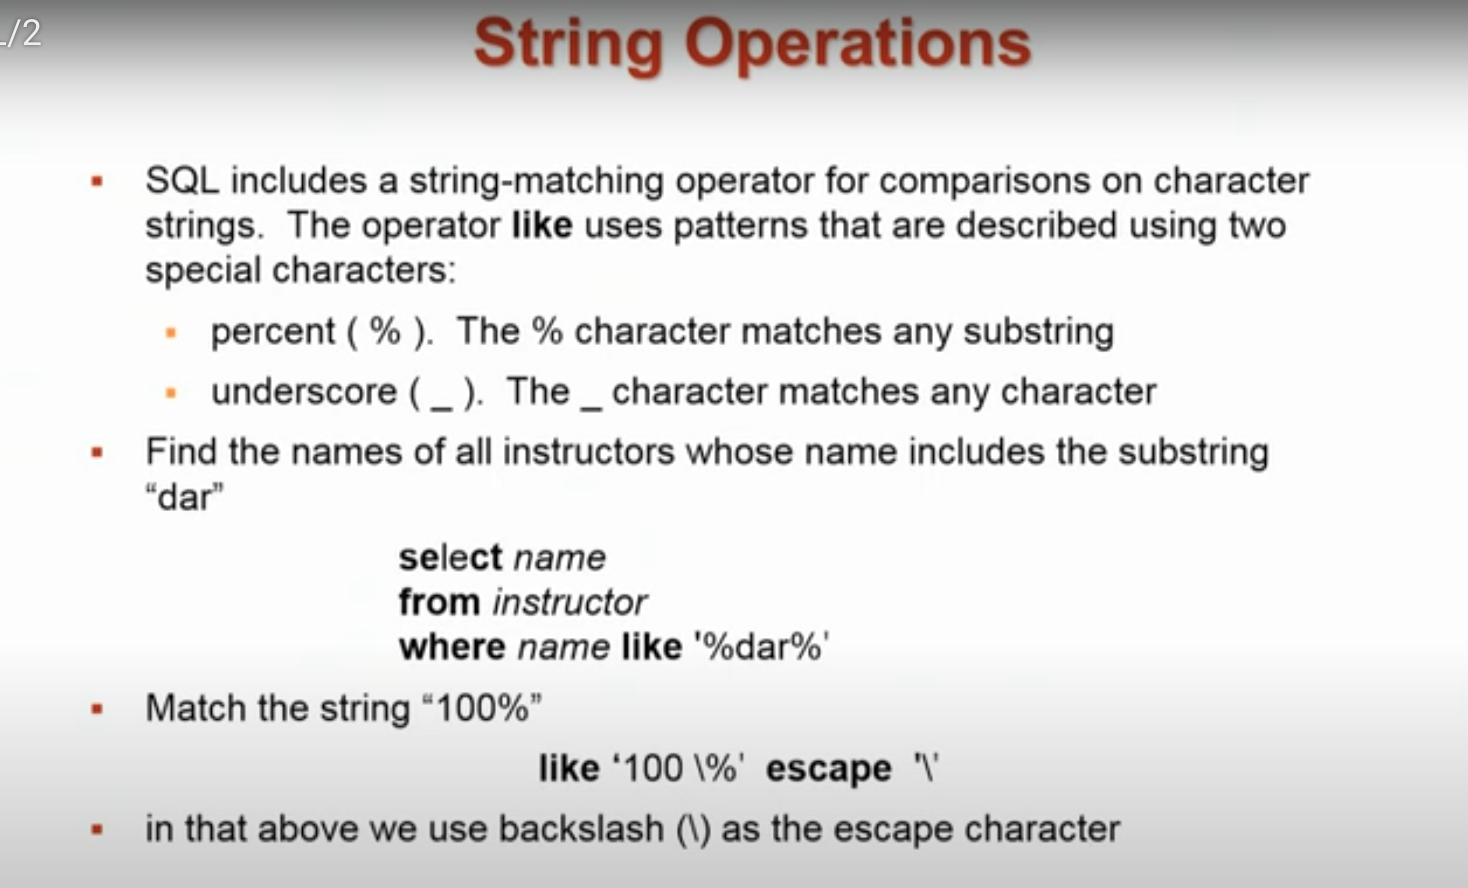 /2
String Operations
▪ SQL includes a string-matching operator for comparisons on character
strings. The operator like uses patterns that are described using two
special characters:
▪ percent ( % ). The % character matches any substring
▪ underscore ( _ ). The _ character matches any character
▪ Find the names of all instructors whose name includes the substring
“dar”
select name
from instructor
where name like '%dar%'
▪ Match the string “100%”
like ‘100 \%' escape '\'
▪ in that above we use backslash (\) as the escape character